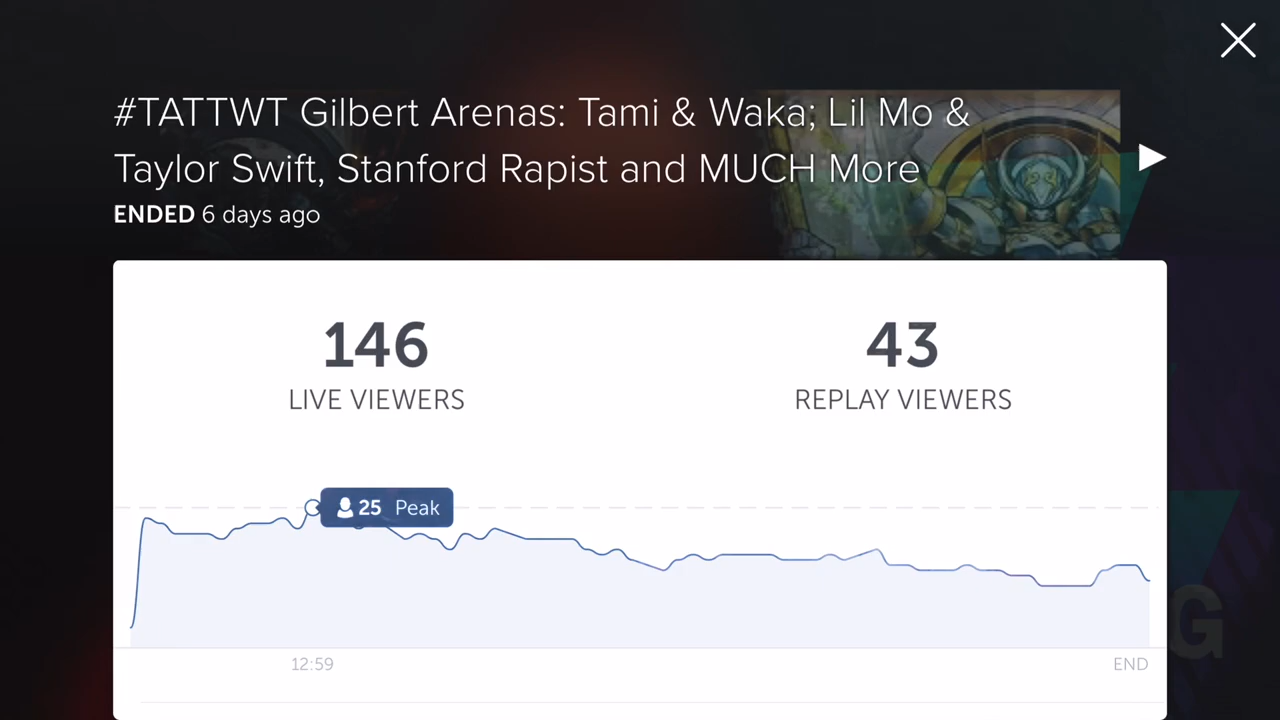 #TATTWT Gilbert Arenas: Tami & Waka; Lil Mo &
Taylor Swift, Stanford Rapist and MUCH More
ENDED 6 days ago
146
LIVE VIEWERS
43
REPLAY VIEWERS
25 Peak
12:59
END
G